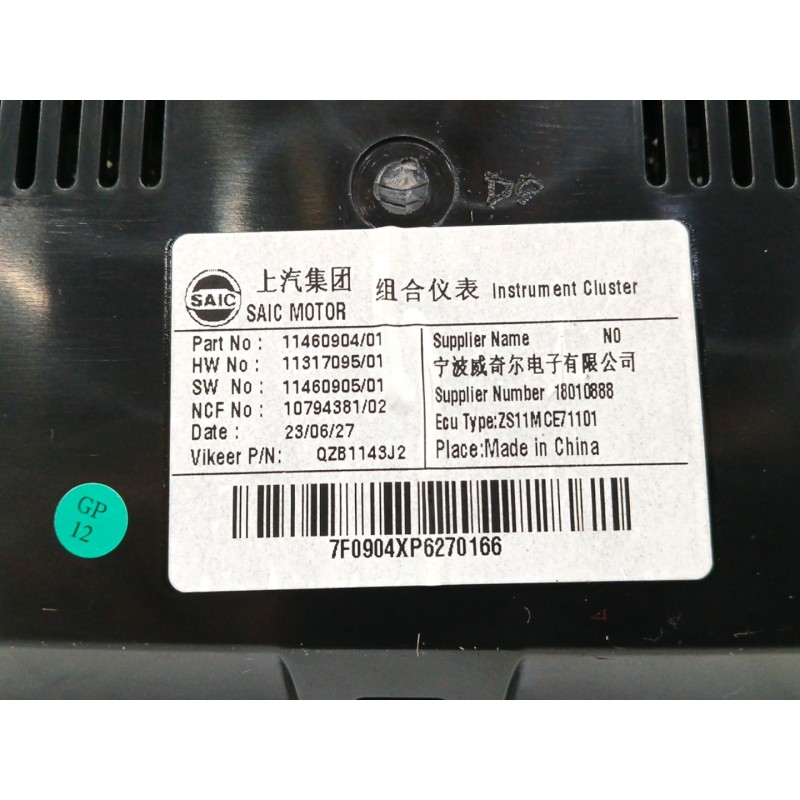 SAIC
上汽集团
SAIC MOTOR
组合仪表 Instrument Cluster
Part No : 11460904/01
HW No : 11317095/01
SW No : 11460905/01
NCF No : 10794381/02
Date : 23/06/27
Vikeer P/N: QZB1143J2
Supplier Name NO
宁波威奇尔电子有限公司
Supplier Number 18010888
Ecu Type:ZS11MCE71101
Place:Made in China
7F0904XP6270166
GP
12